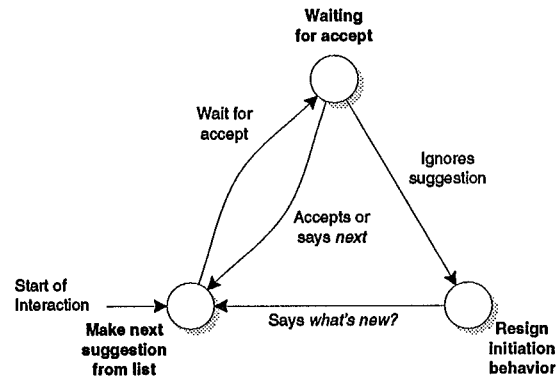 Waiting
for accept
Wait for
accept
Ignores
suggestion
Accepts or
says next
Start of
Interaction
Says what's new?
Make next
suggestion
from list
Resign
initiation
behavior